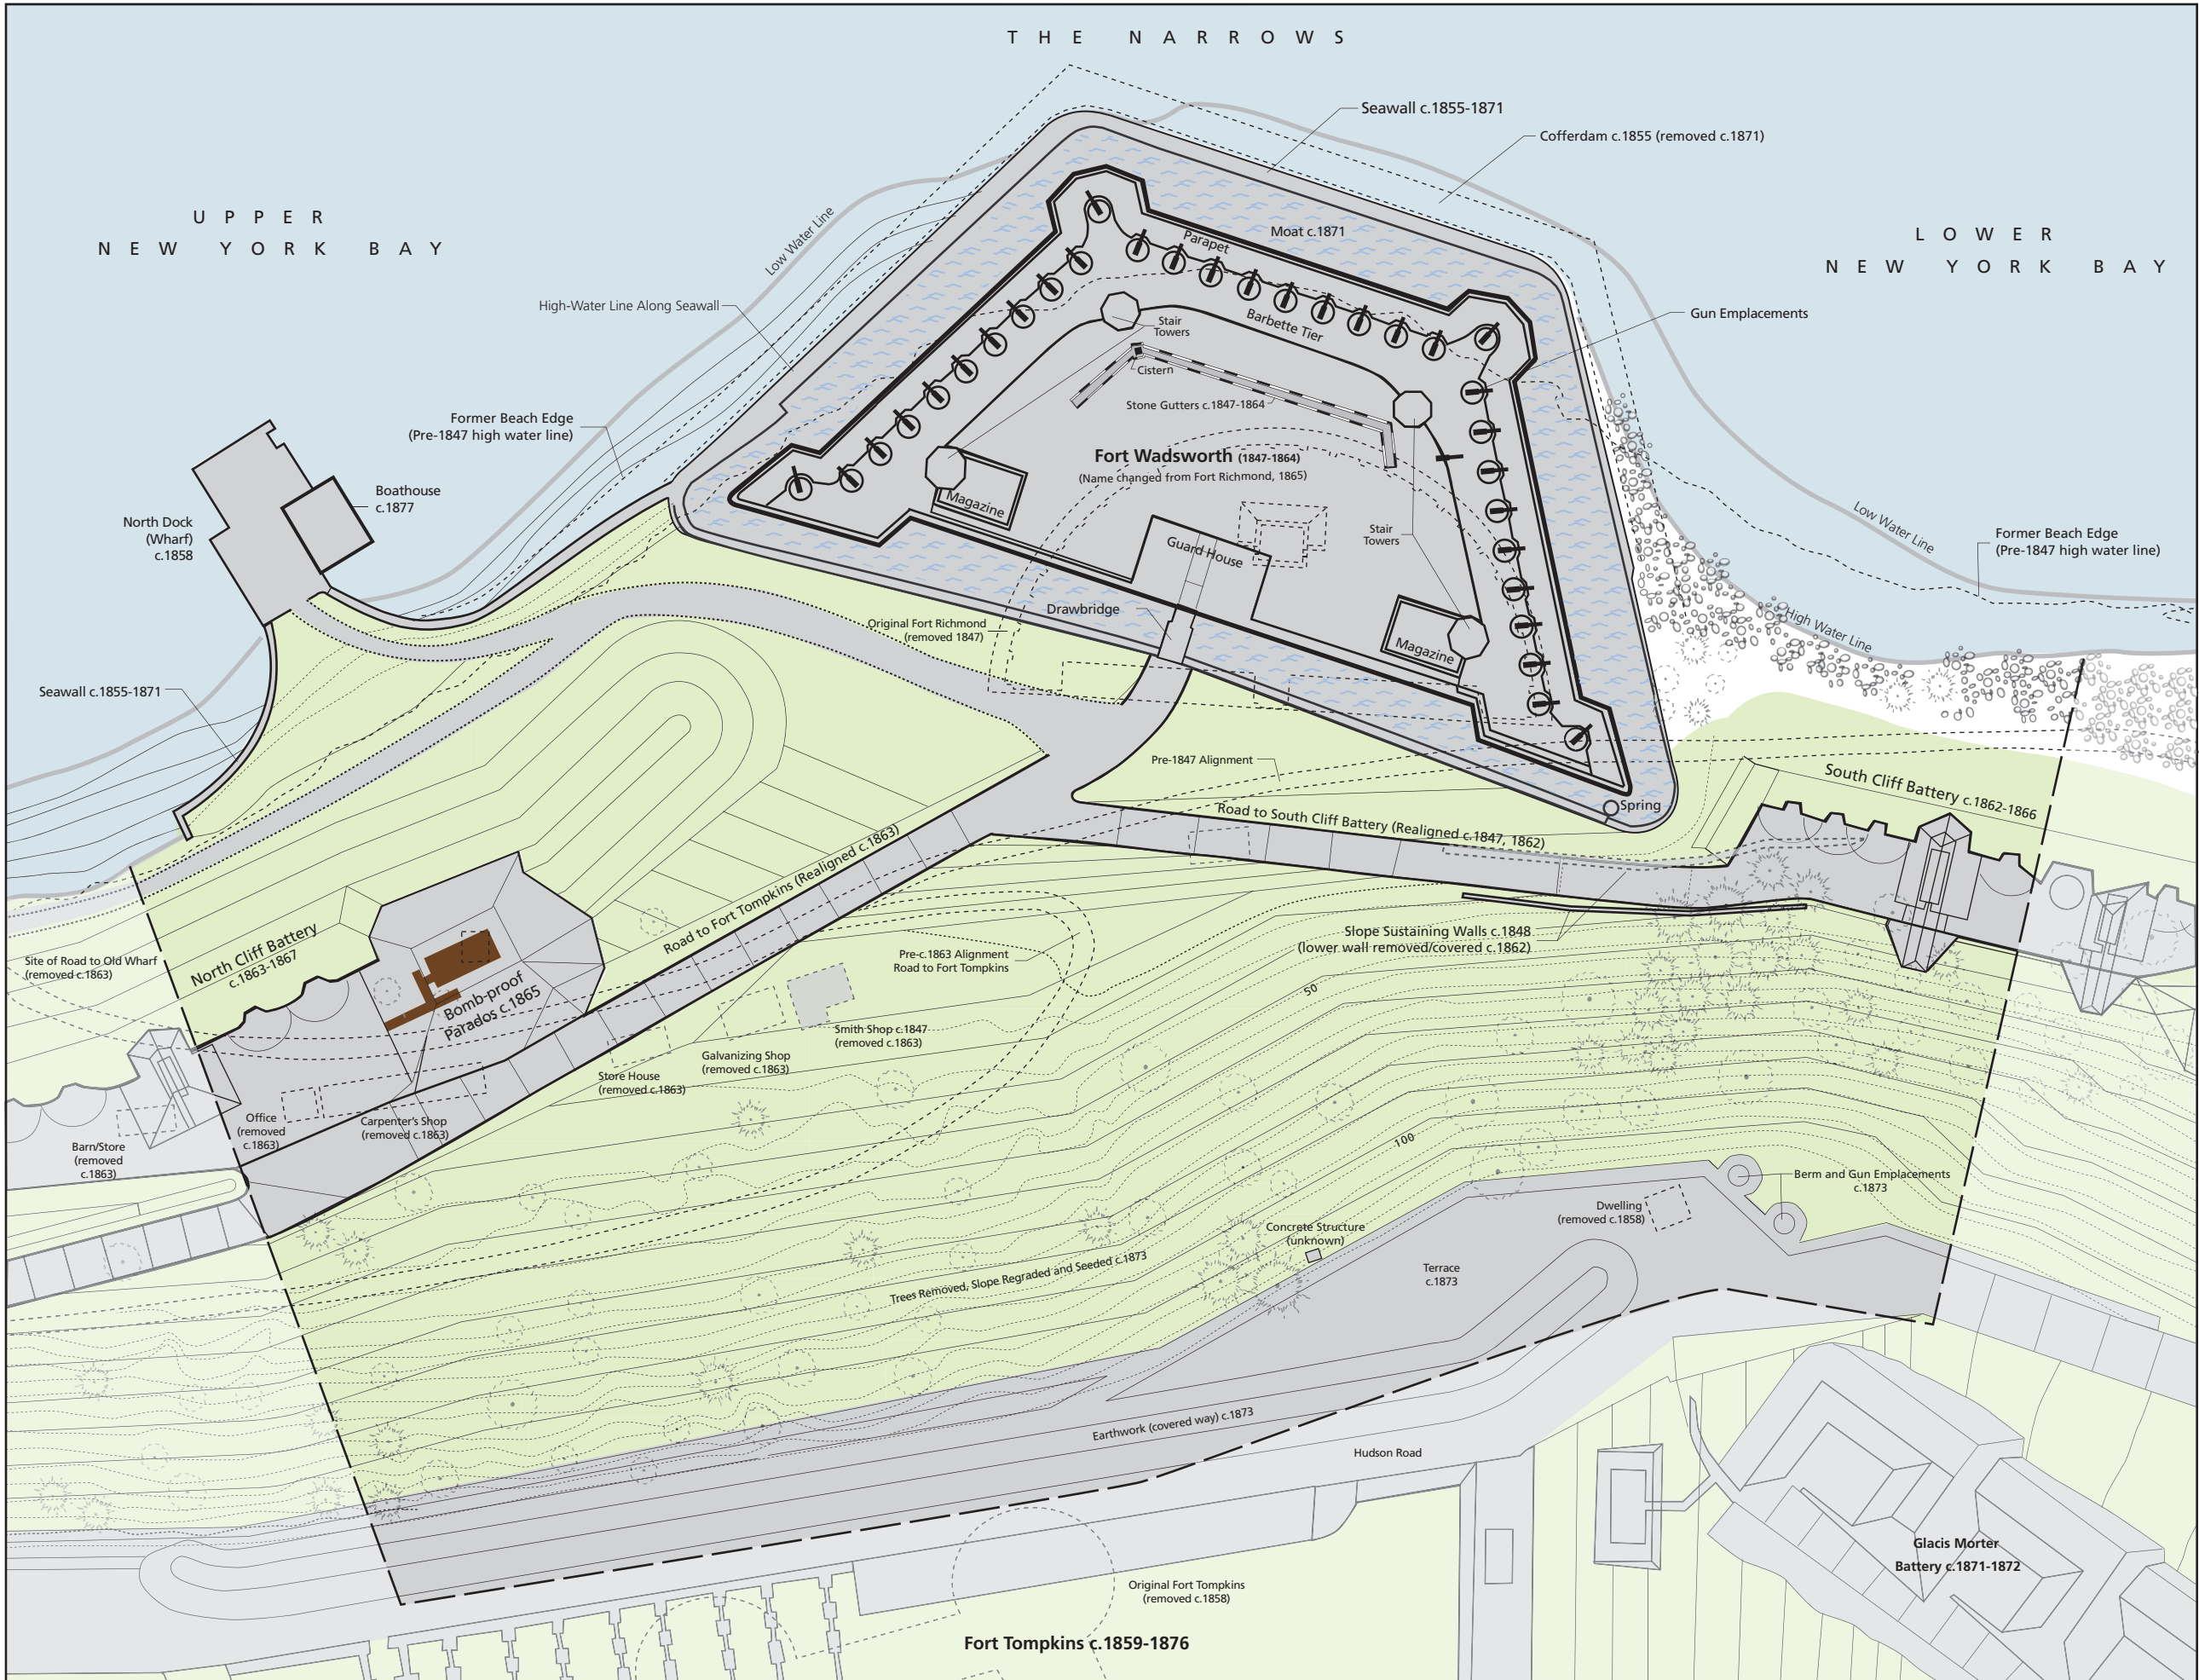 THE NARROWS
Seawall c.1855-1871
Cofferdam c.1855 (removed c.1871)
UPPER
NEW YORK BAY
LOWER
NEW YORK BAY
Low Water Line
Parapet
Moat c.1871
High-Water Line Along Seawall
Gun Emplacements
Stair
Towers
Barbette Tier
Cistern
Stone Gutters c.1847-1864
Former Beach Edge
(Pre-1847 high water line)
Fort Wadsworth (1847-1864)
(Name changed from Fort Richmond, 1865)
Boathouse
c.1877
North Dock
(Wharf)
c.1858
Magazine
Guard House
Stair
Towers
Low Water Line
Former Beach Edge
(Pre-1847 high water line)
High Water Line
Drawbridge
Original Fort Richmond
(removed 1847)
Magazine
Seawall c.1855-1871
Pre-1847 Alignment
Spring
South Cliff Battery c.1862-1866
Road to South Cliff Battery (Realigned c.1847, 1862)
Road to Fort Tompkins (Realigned c.1863)
Slope Sustaining Walls c.1848
(lower wall removed/covered c.1862)
Pre-c.1863 Alignment
Road to Fort Tompkins
Site of Road to Old Wharf
(removed c.1863)
North Cliff Battery
c.1863-1867
Bomb-proof
Parados c.1865
50
Smith Shop c.1847
(removed c.1863)
Galvanizing Shop
(removed c.1863)
Store House
(removed c.1863)
Office
(removed
c.1863)
Carpenter's Shop
(removed c.1863)
Barn/Store
(removed
c.1863)
100
Berm and Gun Emplacements
c.1873
Dwelling
(removed c.1858)
Concrete Structure
(unknown)
Terrace
c.1873
Trees Removed, Slope Regraded and Seeded c.1873
Earthwork (covered way) c.1873
Hudson Road
Glacis Morter
Battery c.1871-1872
Original Fort Tompkins
(removed c.1858)
Fort Tompkins c.1859-1876